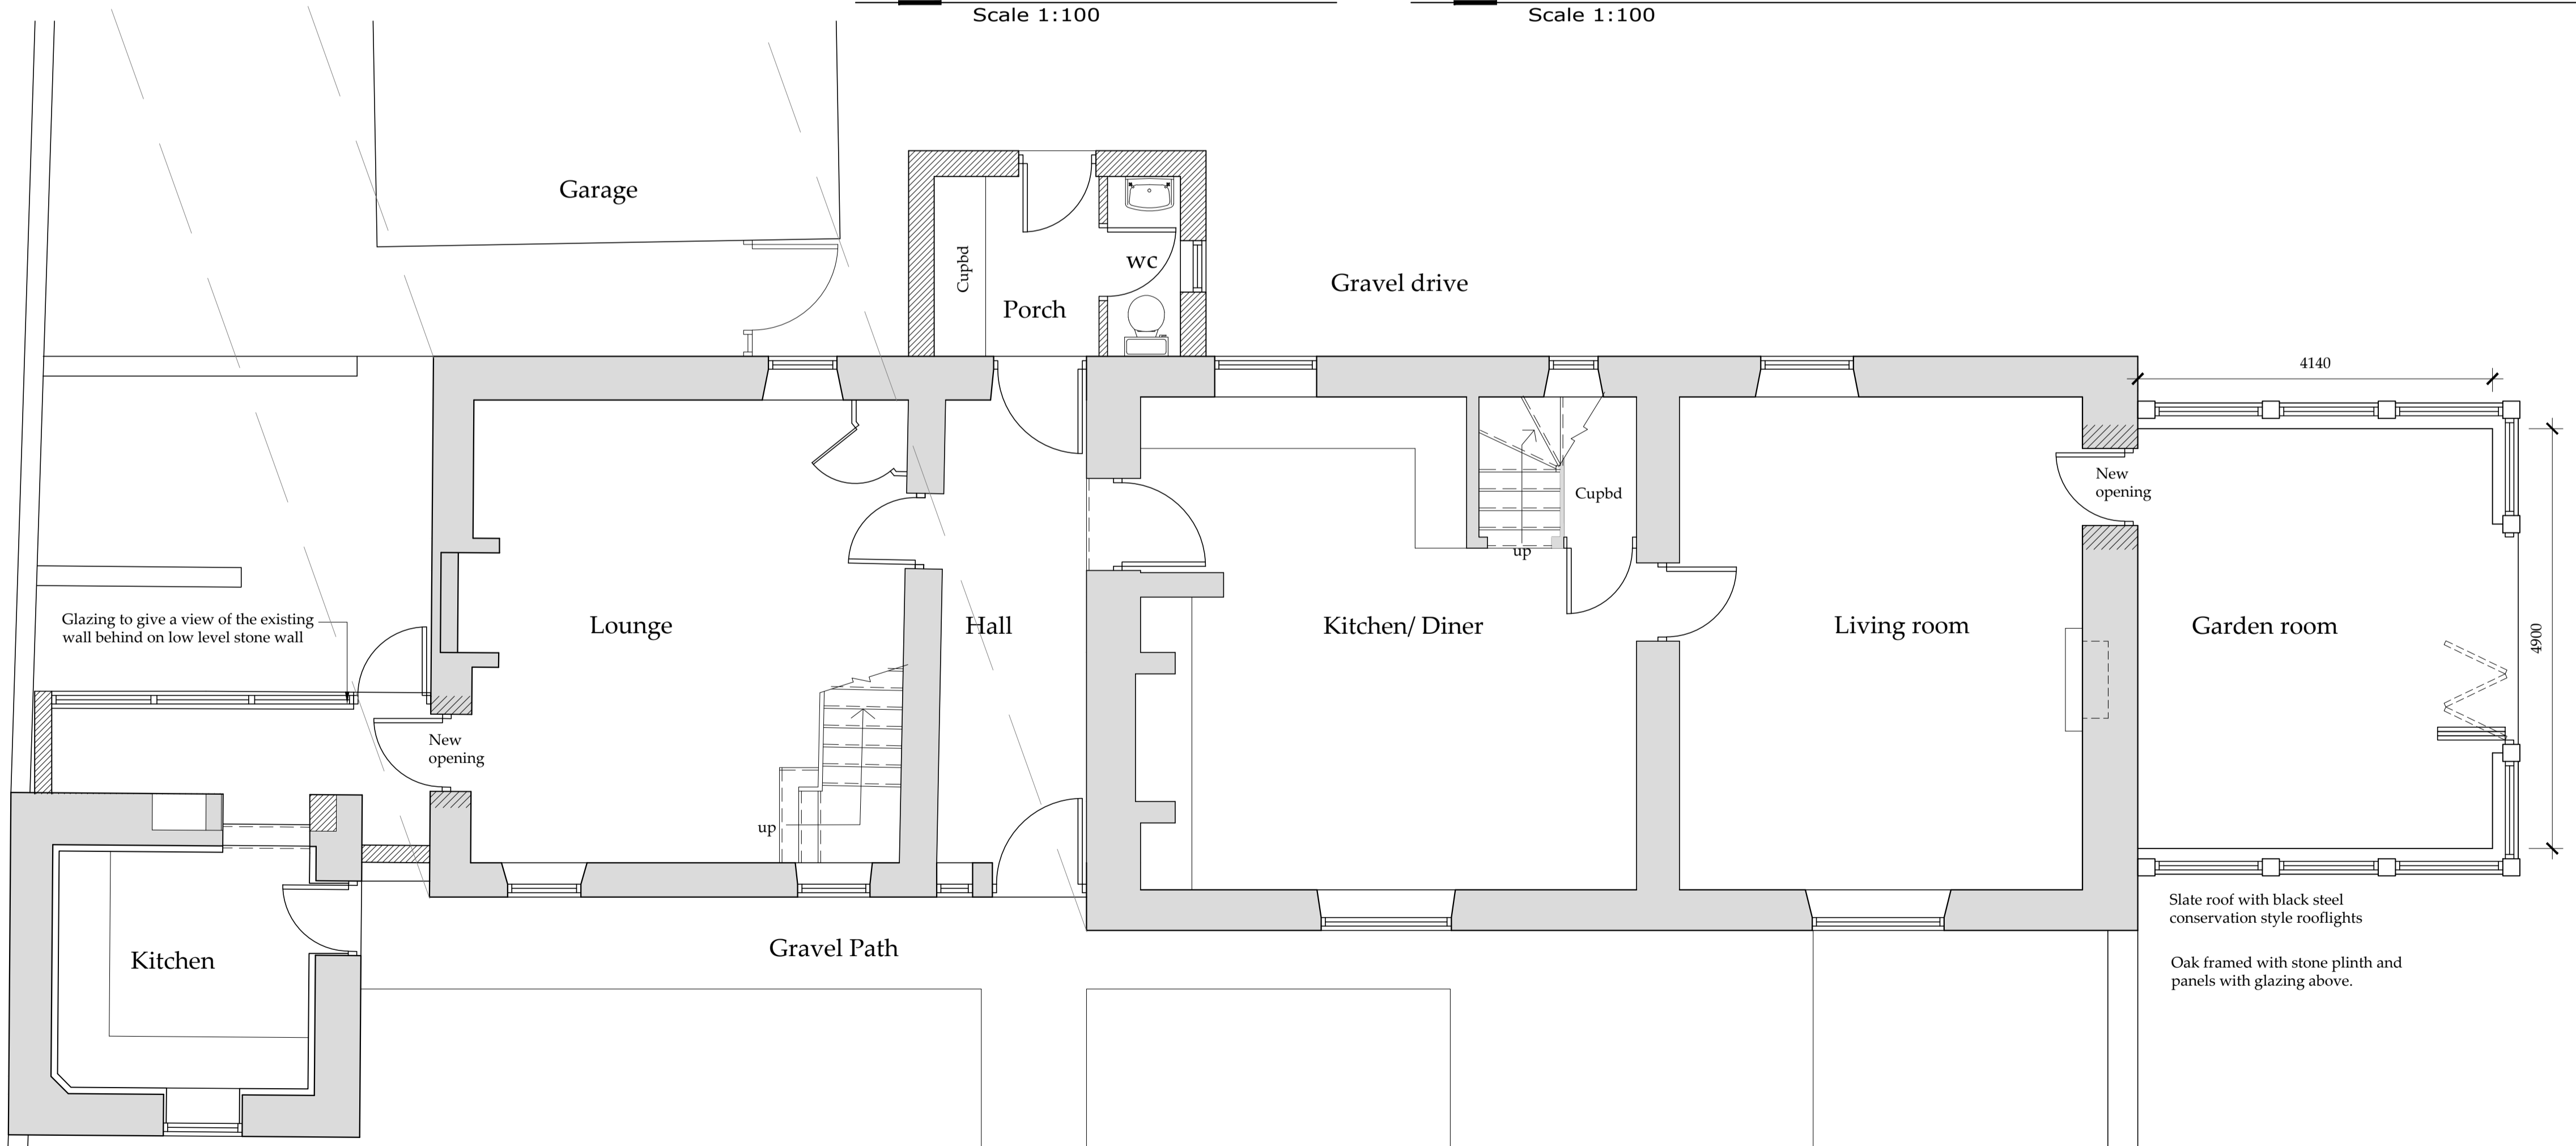 Scale 1:100
Scale 1:100
Garage
Cupbd
wc
Porch
Gravel drive
4140
New
opening
Cupbd
up
Glazing to give a view of the existing
wall behind on low level stone wall
Lounge
Hall
Kitchen/ Diner
Living room
Garden room
4900
New
opening
up
Slate roof with black steel
conservation style rooflights
Gravel Path
Kitchen
Oak framed with stone plinth and
panels with glazing above.